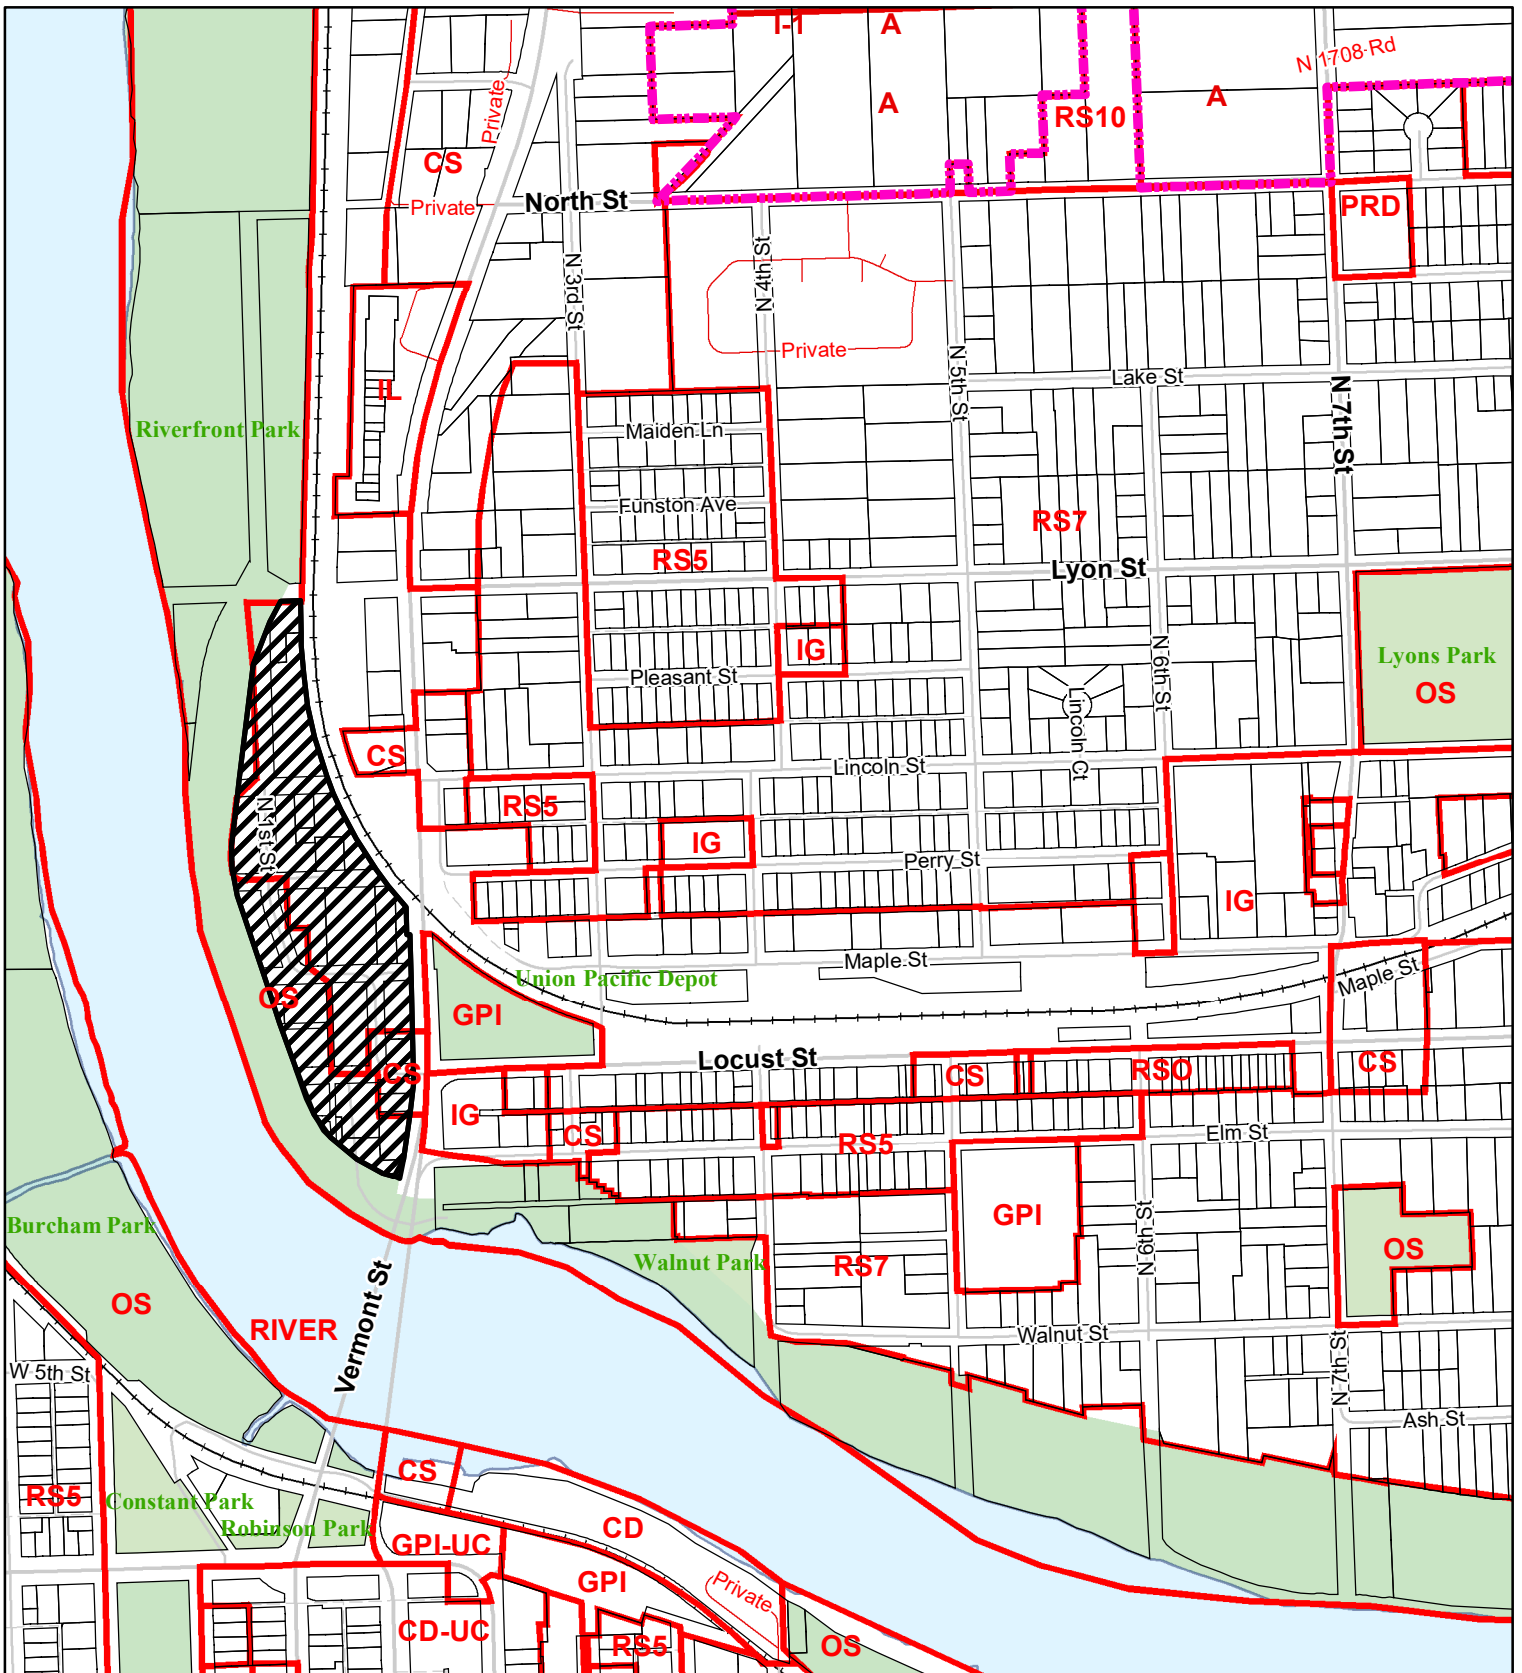 I-1
A
N 1708 Rd
Private
A
A
RS10
CS
Private
North St
PRD
N 3rd St
N 4th St
Private
N 5th St
Lake St
N 7th St
IL
Riverfront Park
Maiden Ln
Funston Ave
RS7
RS5
Lyon St
IG
Pleasant St
N 6th St
Lyons Park
OS
Lincoln Ct
CS
Lincoln St
RS5
N 1st St
IG
Perry St
IG
Maple St
Union Pacific Depot
Maple St
OS
GPI
Locust St
CS
CS
RSO
CS
IG
CS
RS5
Elm St
Burcham Park
GPI
N 6th St
Walnut Park
RS7
OS
OS
RIVER
Vermont St
Walnut St
W 5th St
N 7th St
Ash St
CS
RS5
Constant Park
Robinson Park
CD
GPI-UC
GPI
Private
CD-UC
RS5
OS